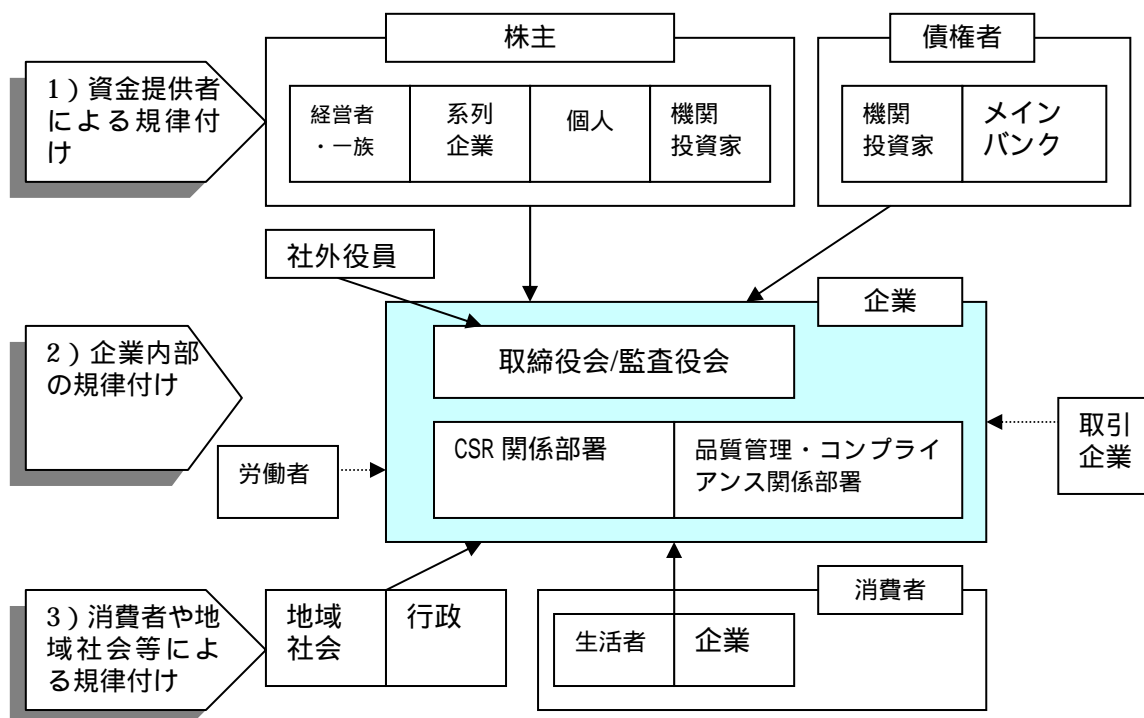 株主
債権者
1）資金提供者
による規律付
け
経営者
・一族
系列
企業
個人
機関
投資家
機関
投資家
メイン
バンク
社外役員
企業
2）企業内部
の規律付け
取締役会/監査役会
労働者
CSR 関係部署
品質管理・コンプライ
アンス関係部署
取引
企業
3）消費者や地
域社会等によ
る規律付け
地域
社会
行政
消費者
生活者
企業